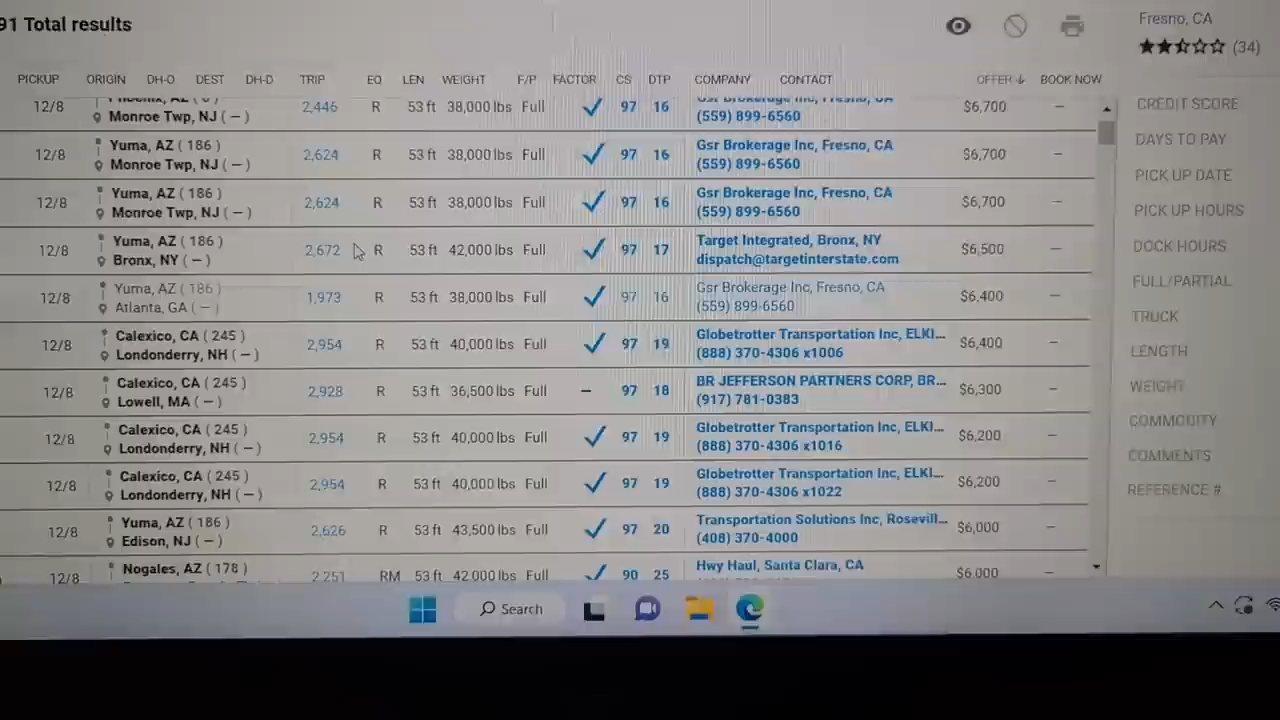 91 Total results
Fresno, CA
(34)
PICKUP ORIGIN DH-O DEST DH-D TRIP EQ LEN WEIGHT F/P FACTOR CS DTP COMPANY CONTACT OFFER ↓ BOOK NOW
12/8 Phoenix, AZ 2,446 R 53 ft 38,000 lbs Full ✓ 97 16 Gsr Brokerage Inc, Fresno, CA $6,700 –
Monroe Twp, NJ ( – ) (559) 899-6560
12/8 Yuma, AZ ( 186 ) 2,624 R 53 ft 38,000 lbs Full ✓ 97 16 Gsr Brokerage Inc, Fresno, CA $6,700 –
Monroe Twp, NJ ( – ) (559) 899-6560
12/8 Yuma, AZ ( 186 ) 2,624 R 53 ft 38,000 lbs Full ✓ 97 16 Gsr Brokerage Inc, Fresno, CA $6,700 –
Monroe Twp, NJ ( – ) (559) 899-6560
12/8 Yuma, AZ ( 186 ) 2,672 R 53 ft 42,000 lbs Full ✓ 97 17 Target Integrated, Bronx, NY $6,500 –
Bronx, NY ( – ) dispatch@targetinterstate.com
12/8 Yuma, AZ ( 186 ) 1,973 R 53 ft 38,000 lbs Full ✓ 97 16 Gsr Brokerage Inc, Fresno, CA $6,400 –
Atlanta, GA ( – ) (559) 899-6560
12/8 Calexico, CA ( 245 ) 2,954 R 53 ft 40,000 lbs Full ✓ 97 19 Globetrotter Transportation Inc, ELKI... $6,400 –
Londonderry, NH ( – ) (888) 370-4306 x1006
12/8 Calexico, CA ( 245 ) 2,928 R 53 ft 36,500 lbs Full – 97 18 BR JEFFERSON PARTNERS CORP, BR... $6,300 –
Lowell, MA ( – ) (917) 781-0383
12/8 Calexico, CA ( 245 ) 2,954 R 53 ft 40,000 lbs Full ✓ 97 19 Globetrotter Transportation Inc, ELKI... $6,200 –
Londonderry, NH ( – ) (888) 370-4306 x1016
12/8 Calexico, CA ( 245 ) 2,954 R 53 ft 40,000 lbs Full ✓ 97 19 Globetrotter Transportation Inc, ELKI... $6,200 –
Londonderry, NH ( – ) (888) 370-4306 x1022
12/8 Yuma, AZ ( 186 ) 2,626 R 53 ft 43,500 lbs Full ✓ 97 20 Transportation Solutions Inc, Rosevill... $6,000 –
Edison, NJ ( – ) (408) 370-4000
12/8 Nogales, AZ ( 178 ) 2,251 RM 53 ft 42,000 lbs Full ✓ 90 25 Hwy Haul, Santa Clara, CA $6,000 –
CREDIT SCORE
DAYS TO PAY
PICK UP DATE
PICK UP HOURS
DOCK HOURS
FULL/PARTIAL
TRUCK
LENGTH
WEIGHT
COMMODITY
COMMENTS
REFERENCE #
Search